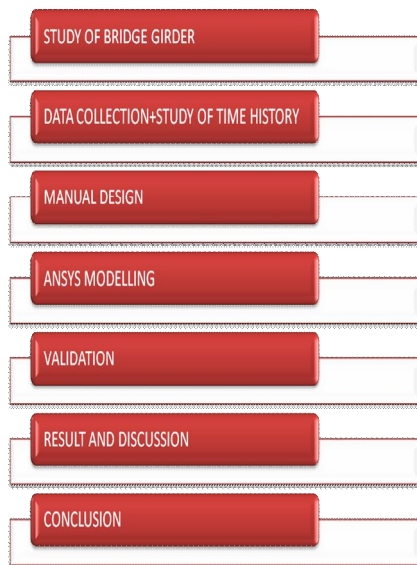 STUDY OF BRIDGE GIRDER
DATA COLLECTION+STUDY OF TIME HISTORY
MANUAL DESIGN
ANSYS MODELLING
VALIDATION
RESULT AND DISCUSSION
CONCLUSION